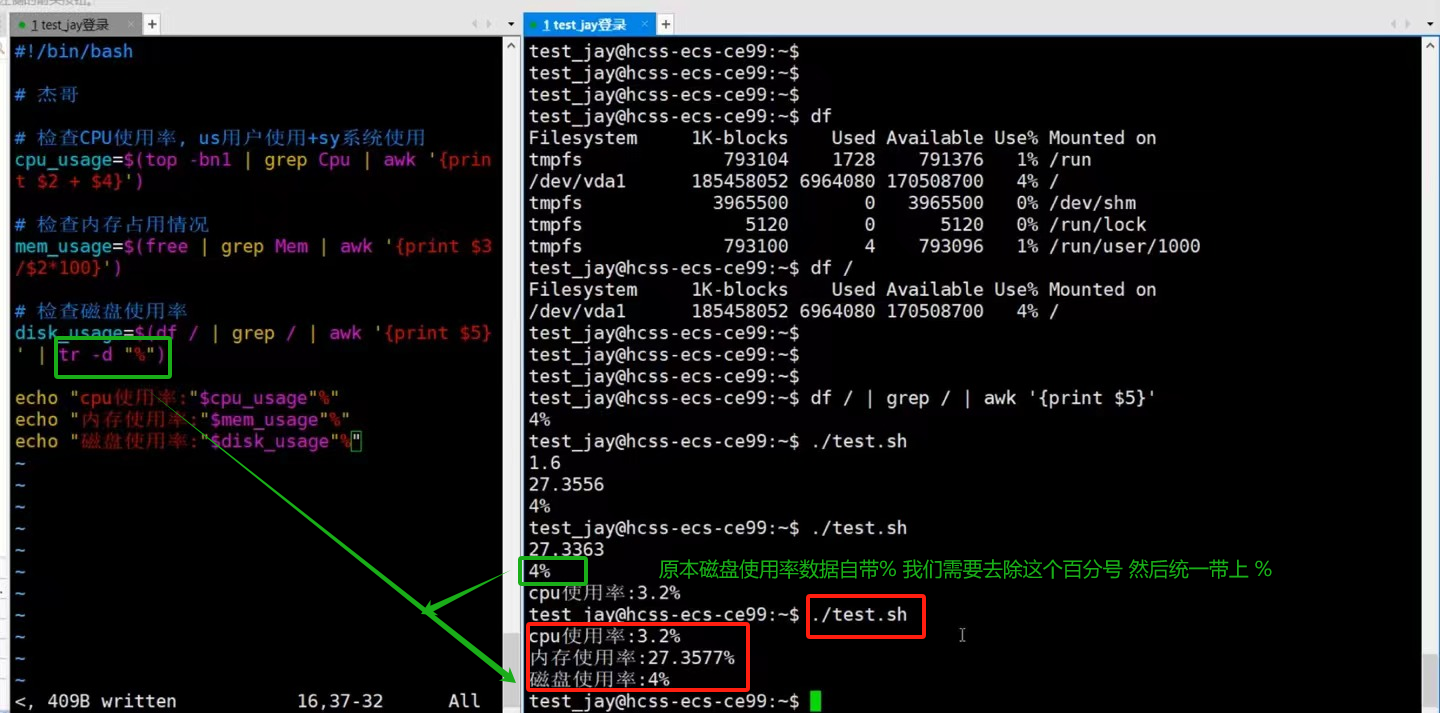 1 test_jay登录
#!/bin/bash
# 杰哥
# 检查CPU使用率, us用户使用+sy系统使用
cpu_usage=$(top -bn1 | grep Cpu | awk '{prin
t $2 + $4}')
# 检查内存占用情况
mem_usage=$(free | grep Mem | awk '{print $3
/$2*100}')
# 检查磁盘使用率
disk_usage=$(df / | grep / | awk '{print $5}
' | tr -d "%")
echo "cpu使用率:"$cpu_usage"%"
echo "内存使用率:"$mem_usage"%"
echo "磁盘使用率:"$disk_usage"%"
~
~
~
~
~
~
~
~
~
~
~
<, 409B written 16,37-32 All
1 test_jay登录
test_jay@hcss-ecs-ce99:~$
test_jay@hcss-ecs-ce99:~$
test_jay@hcss-ecs-ce99:~$
test_jay@hcss-ecs-ce99:~$ df
Filesystem 1K-blocks Used Available Use% Mounted on
tmpfs 793104 1728 791376 1% /run
/dev/vda1 185458052 6964080 170508700 4% /
tmpfs 3965500 0 3965500 0% /dev/shm
tmpfs 5120 0 5120 0% /run/lock
tmpfs 793100 4 793096 1% /run/user/1000
test_jay@hcss-ecs-ce99:~$ df /
Filesystem 1K-blocks Used Available Use% Mounted on
/dev/vda1 185458052 6964080 170508700 4% /
test_jay@hcss-ecs-ce99:~$
test_jay@hcss-ecs-ce99:~$
test_jay@hcss-ecs-ce99:~$
test_jay@hcss-ecs-ce99:~$ df / | grep / | awk '{print $5}'
4%
test_jay@hcss-ecs-ce99:~$ ./test.sh
1.6
27.3556
4%
test_jay@hcss-ecs-ce99:~$ ./test.sh
27.3363
4%
原本磁盘使用率数据自带% 我们需要去除这个百分号 然后统一带上 %
cpu使用率:3.2%
test_jay@hcss-ecs-ce99:~$ ./test.sh
cpu使用率:3.2%
内存使用率:27.3577%
磁盘使用率:4%
test_jay@hcss-ecs-ce99:~$